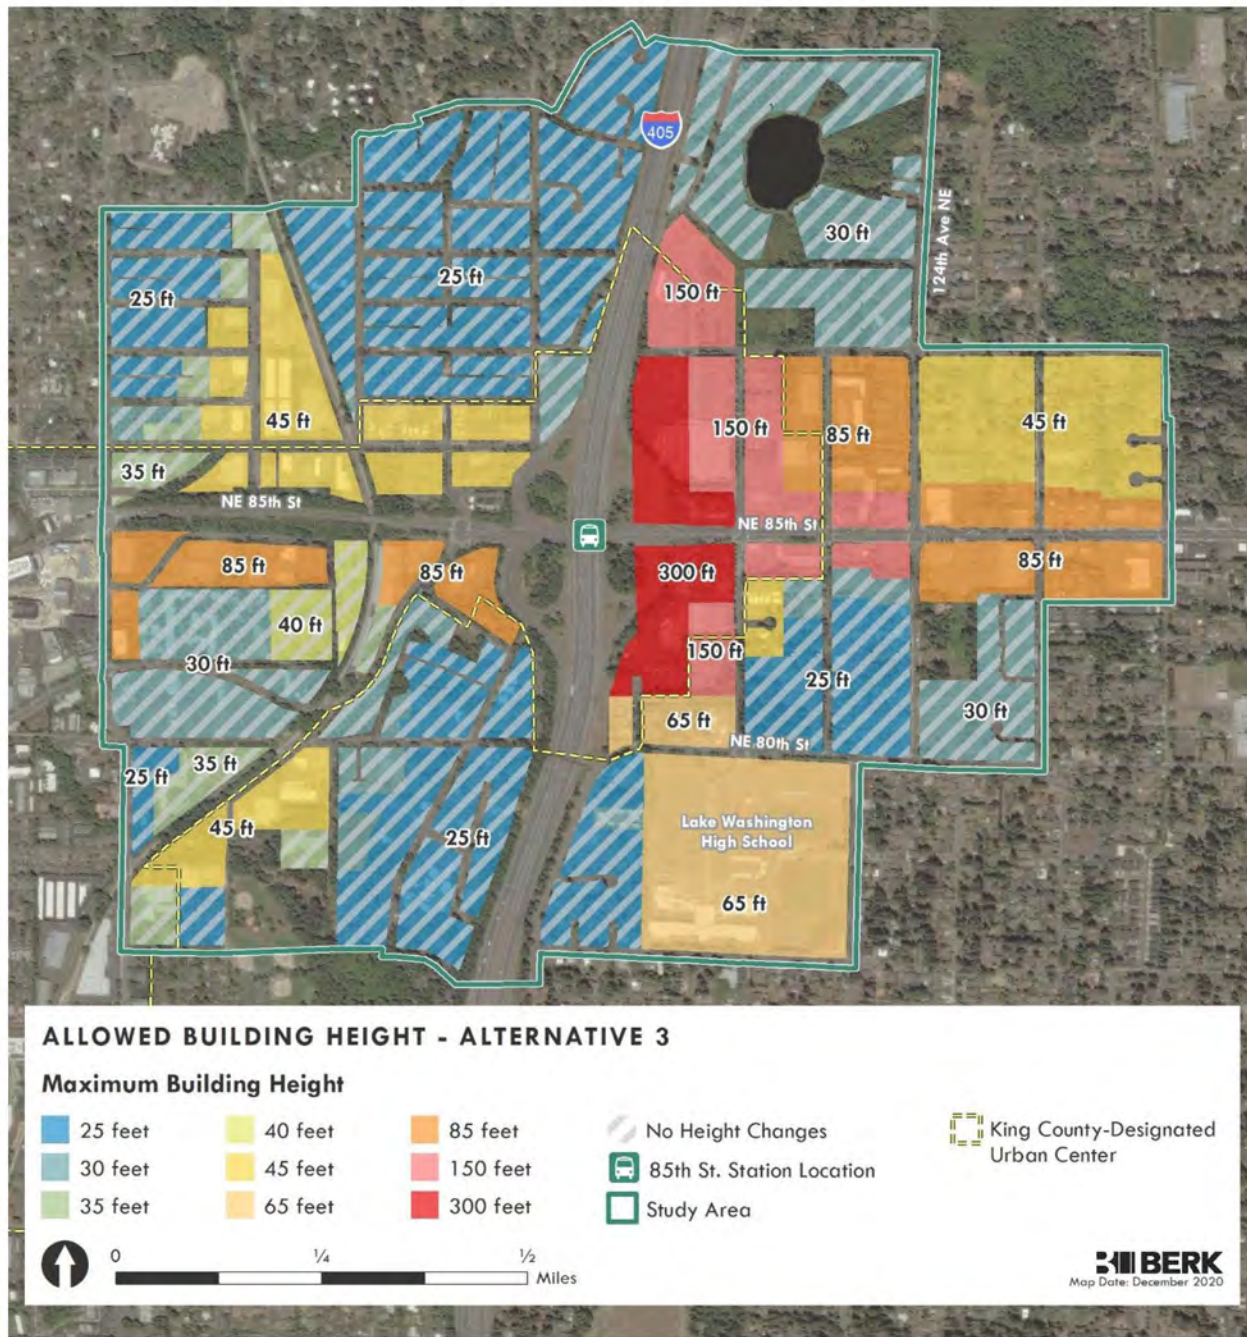 405
124th Ave NE
30 ft
25 ft
25 ft
150 ft
45 ft
150 ft
85 ft
45 ft
35 ft
NE 85th St
NE 85th St
85 ft
85 ft
300 ft
85 ft
40 ft
30 ft
150 ft
25 ft
65 ft
30 ft
NE 80th St
25 ft
35 ft
45 ft
25 ft
Lake Washington
High School
65 ft
ALLOWED BUILDING HEIGHT - ALTERNATIVE 3
Maximum Building Height
25 feet
30 feet
35 feet
40 feet
45 feet
65 feet
85 feet
150 feet
300 feet
No Height Changes
85th St. Station Location
Study Area
King County-Designated
Urban Center
0 ¼ ½
Miles
BERK
Map Date: December 2020